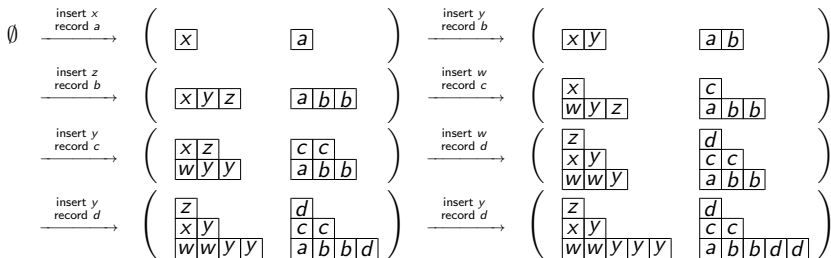 insert x insert y
record a record b
∅ ( x a ) ( x y a b )
insert z insert w
record b record c
( x y z a b b ) ( x c
w y z a b b )
insert y insert w
record c record d
( x z c c
w y y a b b )
( z d
x y c c
w w y a b b )
insert y insert y
record d record d
( z d
x y c c
w w y y a b b d )
( z d
x y c c
w w y y y a b b d d )